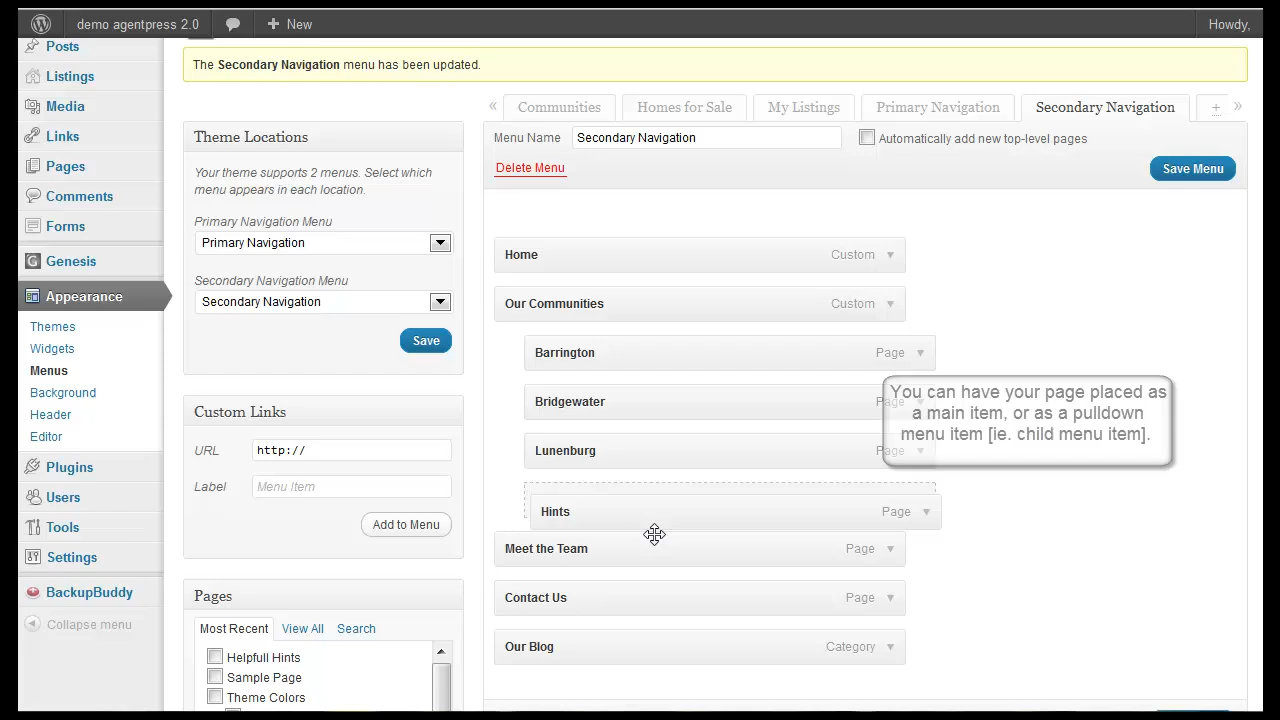 demo agentpress 2.0
New
Howdy,
Posts
Listings
Media
Links
Pages
Comments
Forms
Genesis
Appearance
Themes
Widgets
Menus
Background
Header
Editor
Plugins
Users
Tools
Settings
BackupBuddy
Collapse menu
The Secondary Navigation menu has been updated.
Theme Locations
Your theme supports 2 menus. Select which
menu appears in each location.
Primary Navigation Menu
Primary Navigation
Secondary Navigation Menu
Secondary Navigation
Save
Custom Links
URL http://
Label Menu Item
Add to Menu
Pages
Most Recent View All Search
Helpfull Hints
Sample Page
Theme Colors
« Communities Homes for Sale My Listings Primary Navigation Secondary Navigation + »
Menu Name Secondary Navigation Automatically add new top-level pages
Delete Menu Save Menu
Home Custom
Our Communities Custom
Barrington Page
Bridgewater Page
Lunenburg Page
Hints Page
Meet the Team Page
Contact Us Page
Our Blog Category
You can have your page placed as
a main item, or as a pulldown
menu item [ie. child menu item].